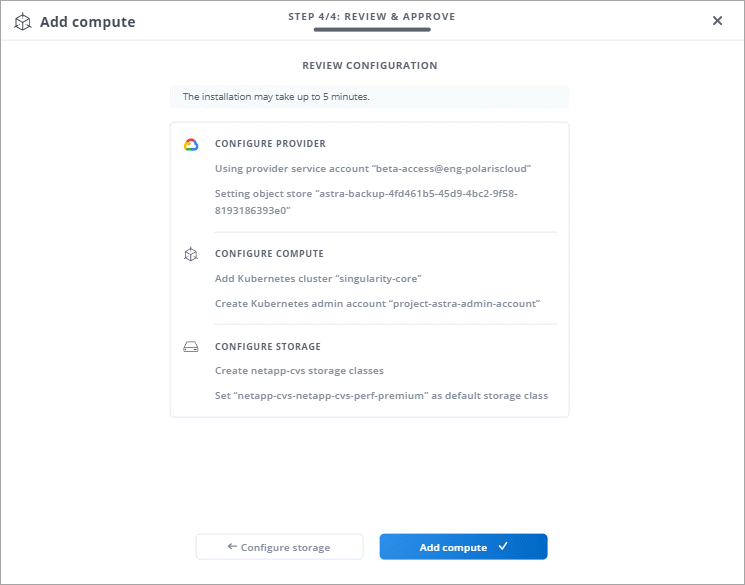 Add compute
STEP 4/4: REVIEW & APPROVE
REVIEW CONFIGURATION
The installation may take up to 5 minutes.
CONFIGURE PROVIDER
Using provider service account “beta-access@eng-polariscloud”
Setting object store “astra-backup-4fd461b5-45d9-4bc2-9f58-
8193186393e0”
CONFIGURE COMPUTE
Add Kubernetes cluster “singularity-core”
Create Kubernetes admin account “project-astra-admin-account”
CONFIGURE STORAGE
Create netapp-cvs storage classes
Set “netapp-cvs-netapp-cvs-perf-premium” as default storage class
← Configure storage
Add compute ✓